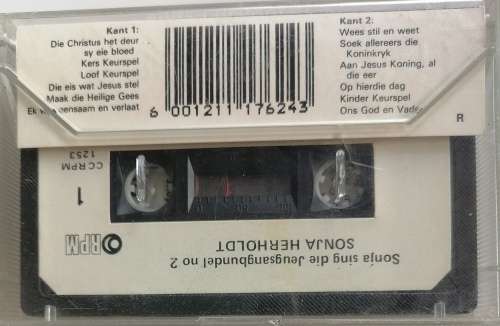 Kant 1:
Die Christus het deur
sy eie bloed
Kers Keurspel
Loof Keurspel
Die eis wat Jesus stel
Maak die Heilige Gees
Ek eensaam en verlaat
6 001211 176243
Kant 2:
Wees stil en weet
Soek allereers die
Koninkryk
Aan Jesus Koning, al
die eer
Op hierdie dag
Kinder Keurspel
Ons God en Vader
R
Sonja sing die Jeugsangbundel no 2
SONJA HERHOLDT
RPM
1
CCRPM
1253